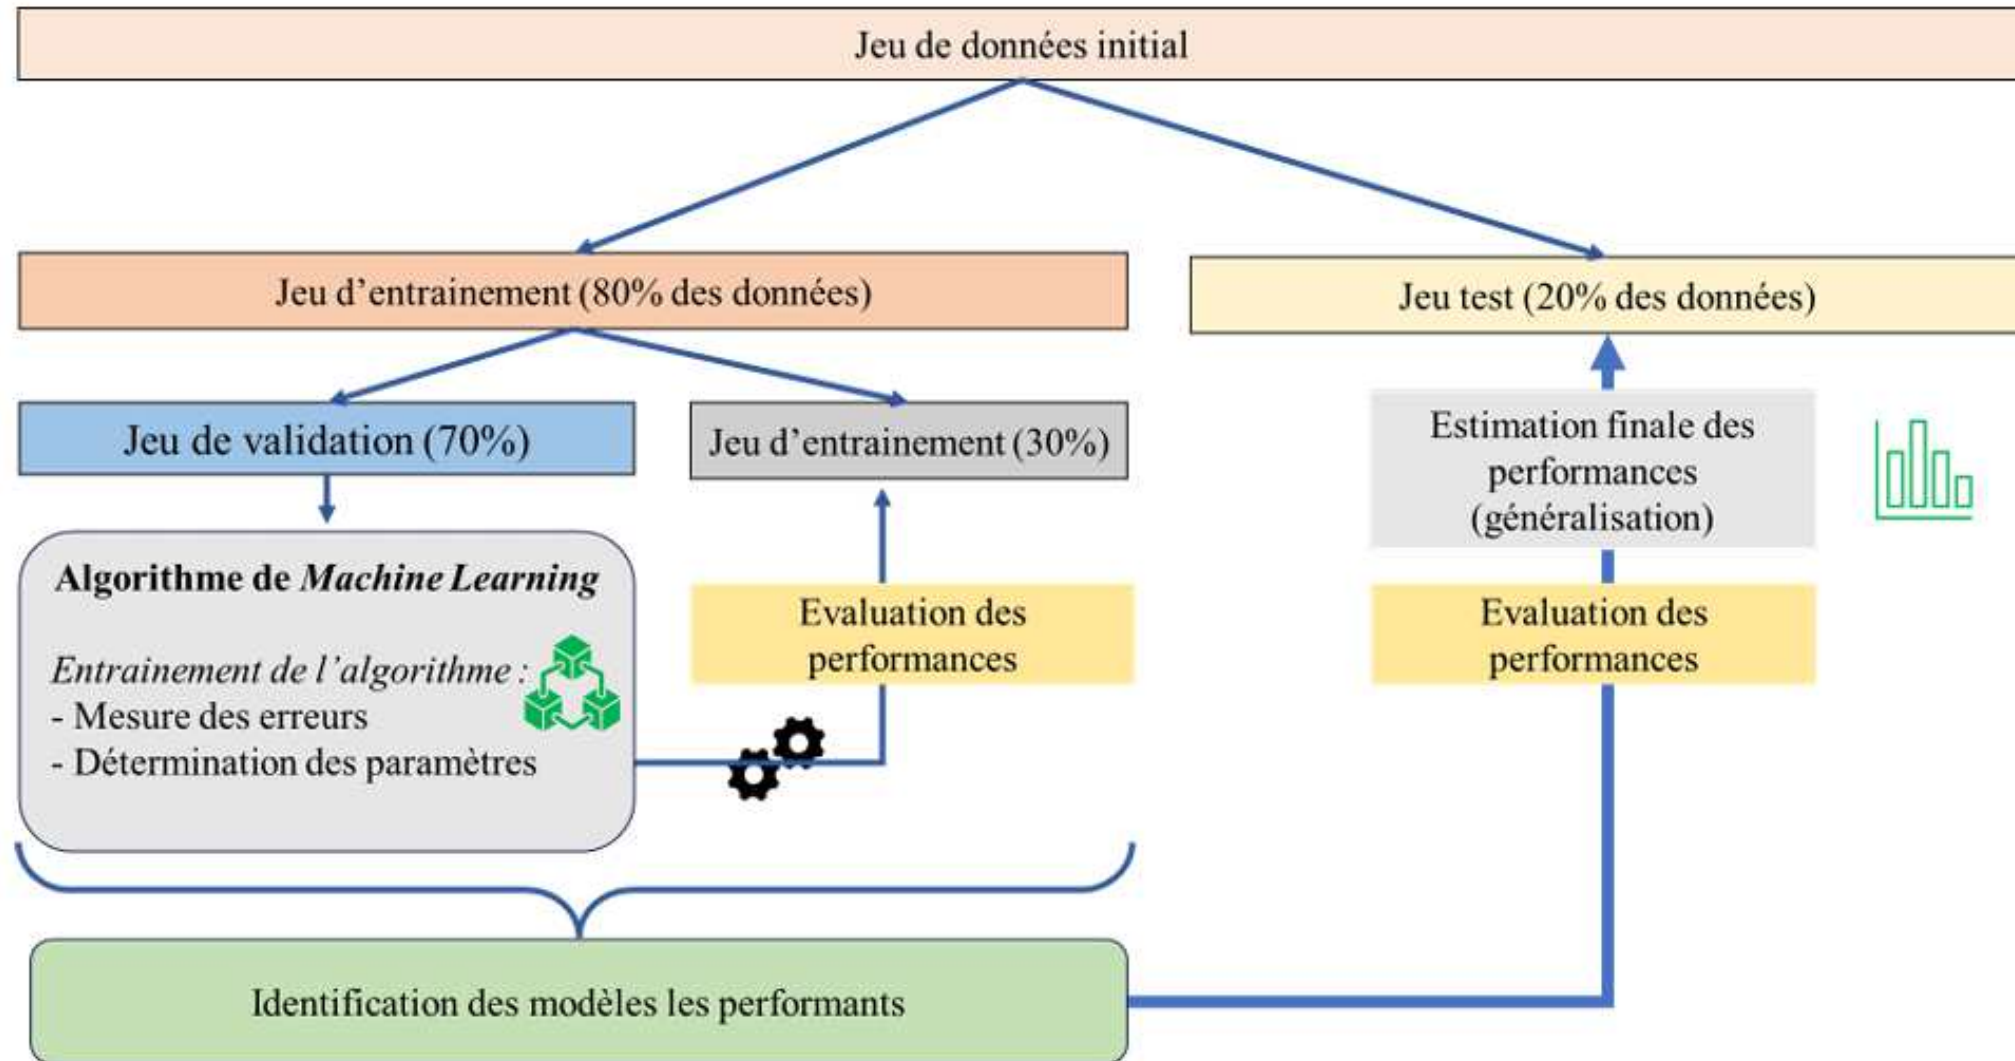 Jeu de données initial
Jeu d’entrainement (80% des données)
Jeu test (20% des données)
Jeu de validation (70%)
Jeu d’entrainement (30%)
Estimation finale des
performances
(généralisation)
Algorithme de Machine Learning
Entrainement de l’algorithme :
- Mesure des erreurs
- Détermination des paramètres
Evaluation des
performances
Evaluation des
performances
Identification des modèles les performants